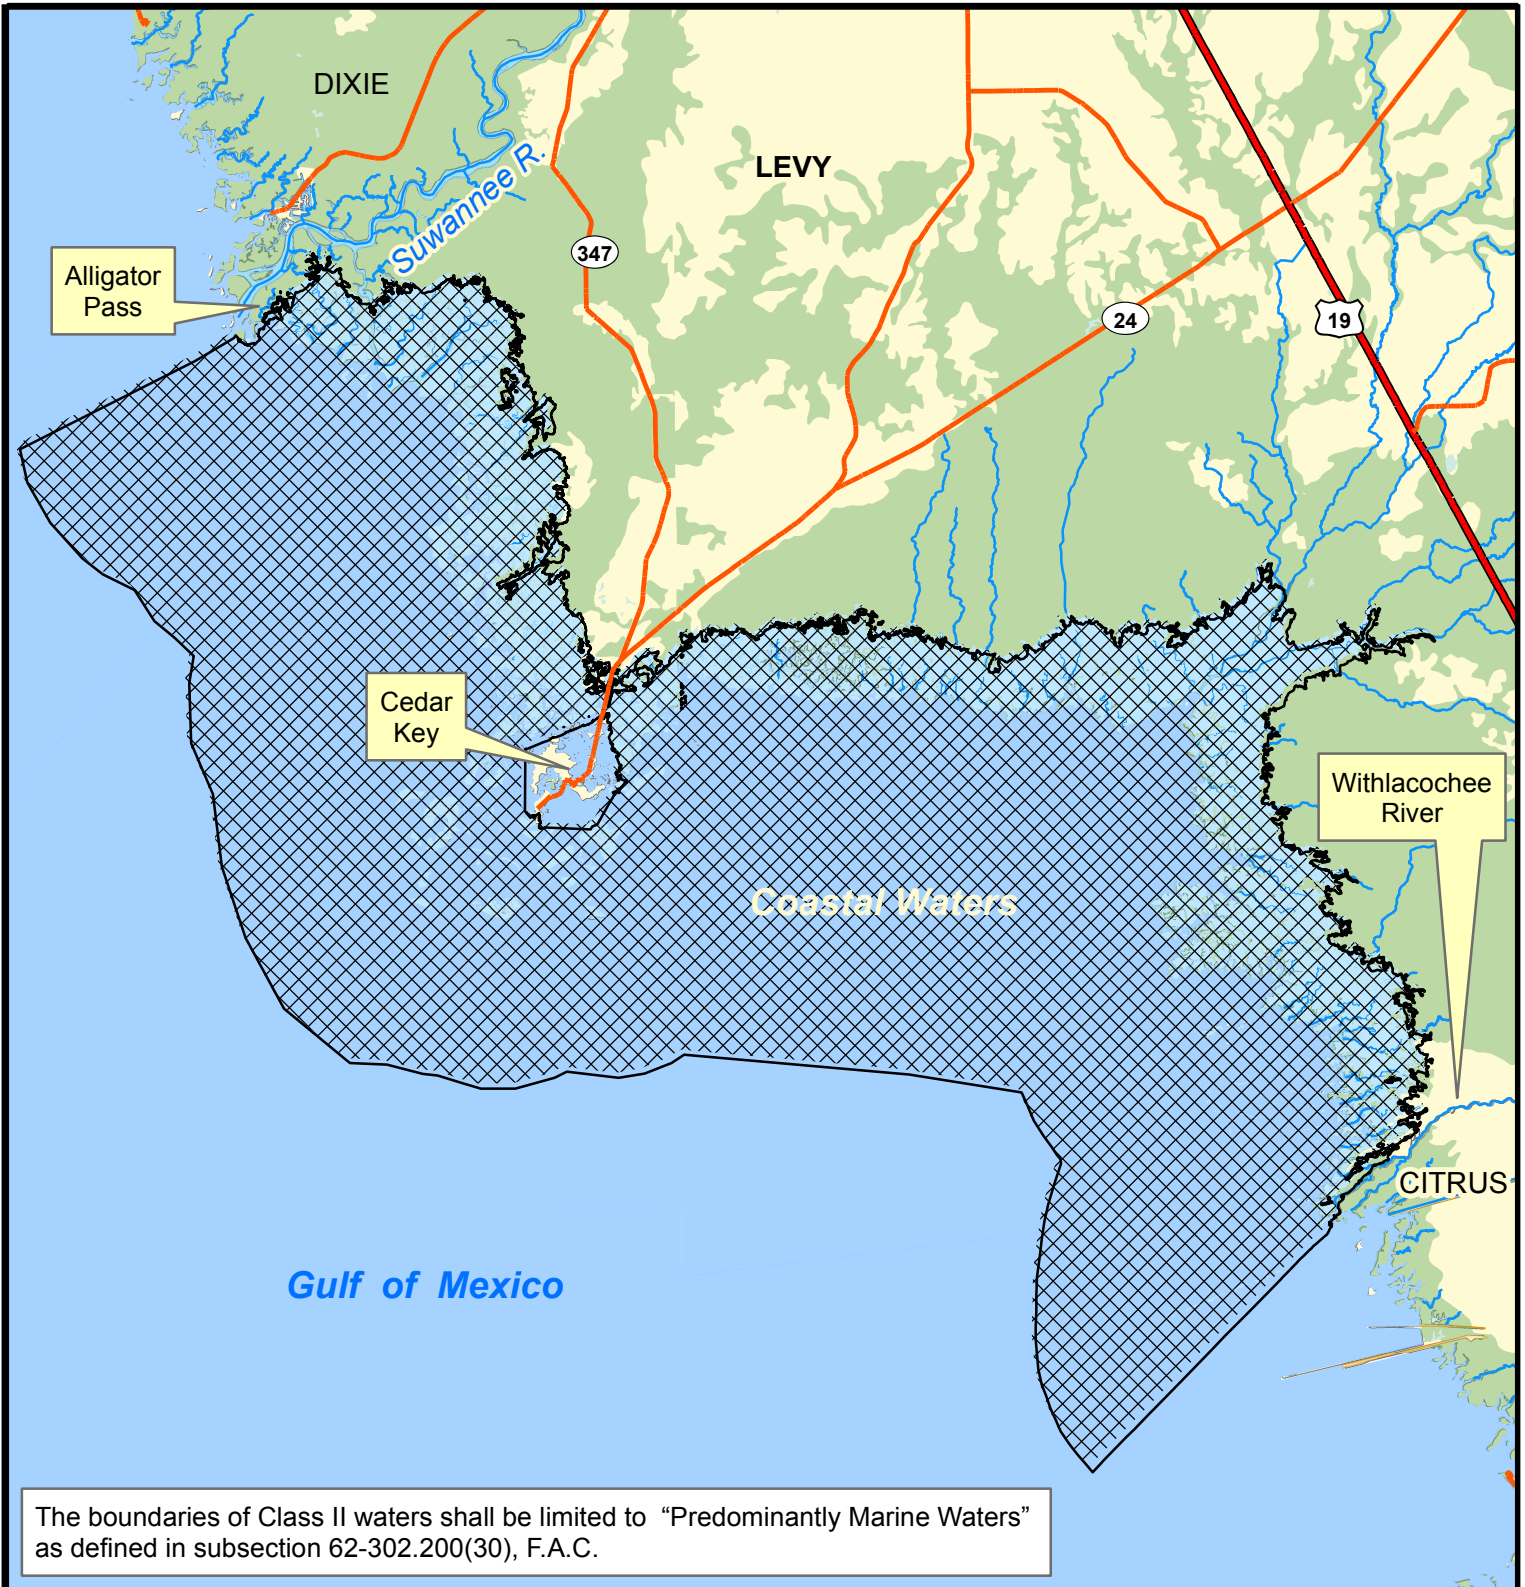 DIXIE
LEVY
Suwannee R.
347
Alligator
Pass
24
19
Cedar
Key
Withlacochee
River
Coastal Waters
CITRUS
Gulf of Mexico
The boundaries of Class II waters shall be limited to “Predominantly Marine Waters”
as defined in subsection 62-302.200(30), F.A.C.